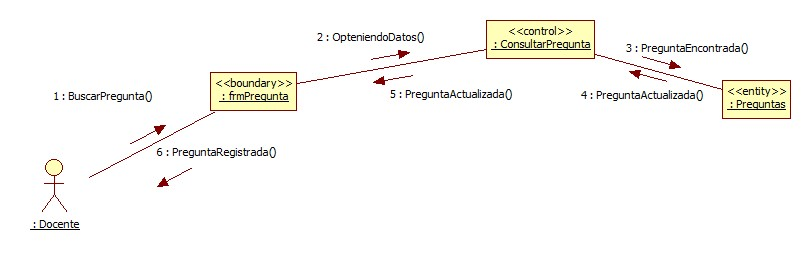 <<control>>
: ConsultarPregunta
2 : OpteniendoDatos()
3 : PreguntaEncontrada()
<<boundary>>
: frmPregunta
<<entity>>
: Preguntas
1 : BuscarPregunta()
5 : PreguntaActualizada()
4 : PreguntaActualizada()
6 : PreguntaRegistrada()
: Docente